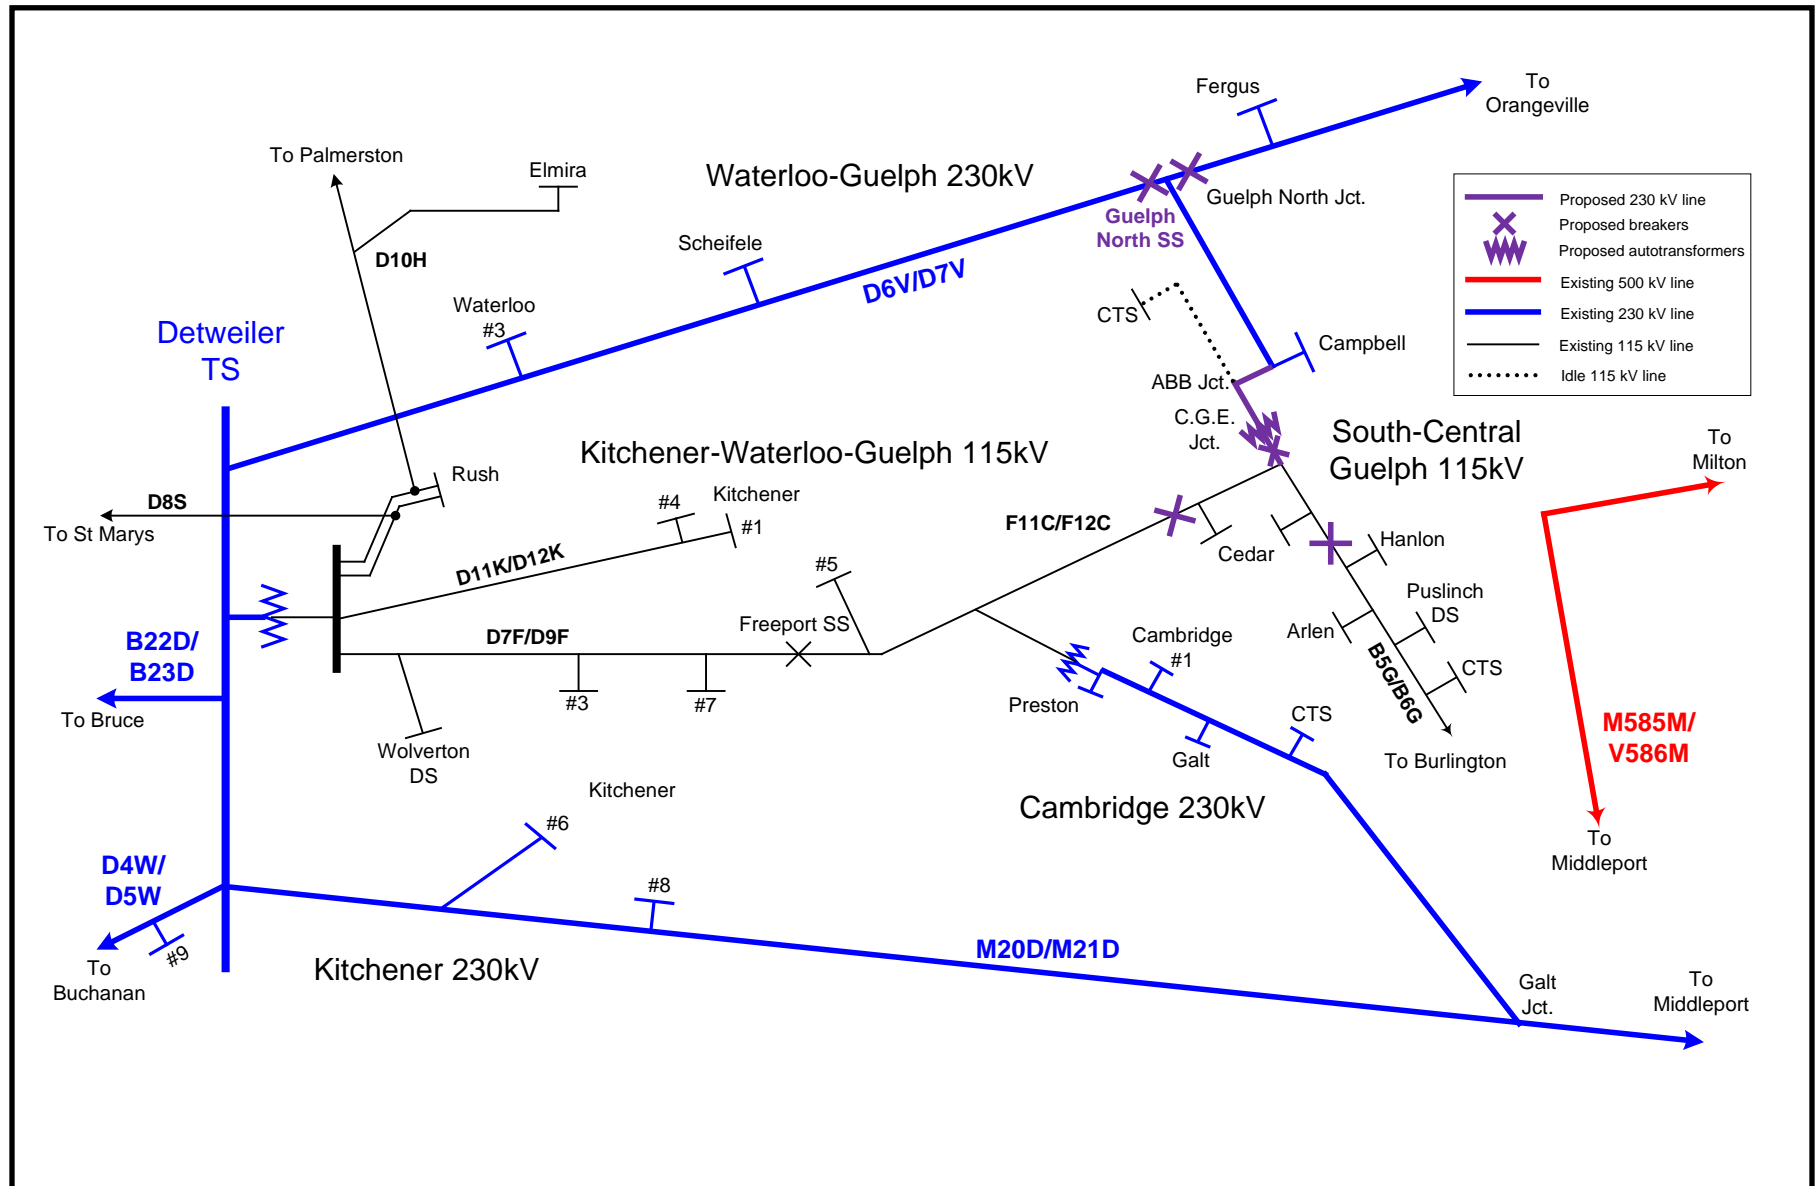 Fergus
To
Orangeville
To Palmerston
Elmira
Waterloo-Guelph 230kV
Guelph North Jct.
Guelph
North SS
Proposed 230 kV line
Proposed breakers
Proposed autotransformers
Existing 500 kV line
Existing 230 kV line
Existing 115 kV line
Idle 115 kV line
D10H
Scheifele
D6V/D7V
Waterloo
#3
CTS
Campbell
ABB Jct.
Detweiler
TS
C.G.E.
Jct.
South-Central
Guelph 115kV
To
Milton
Kitchener-Waterloo-Guelph 115kV
Rush
D8S
To St Marys
Kitchener
#4
#1
D11K/D12K
F11C/F12C
Cedar
Hanlon
#5
Puslinch
DS
Arlen
B5G/B6G
CTS
To Burlington
B22D/
B23D
To Bruce
D7F/D9F
Freeport SS
#3
#7
Wolverton
DS
Cambridge
#1
Preston
Galt
CTS
Cambridge 230kV
M585M/
V586M
To
Middleport
Kitchener
#6
#8
D4W/
D5W
#9
To
Buchanan
Kitchener 230kV
M20D/M21D
Galt
Jct.
To
Middleport